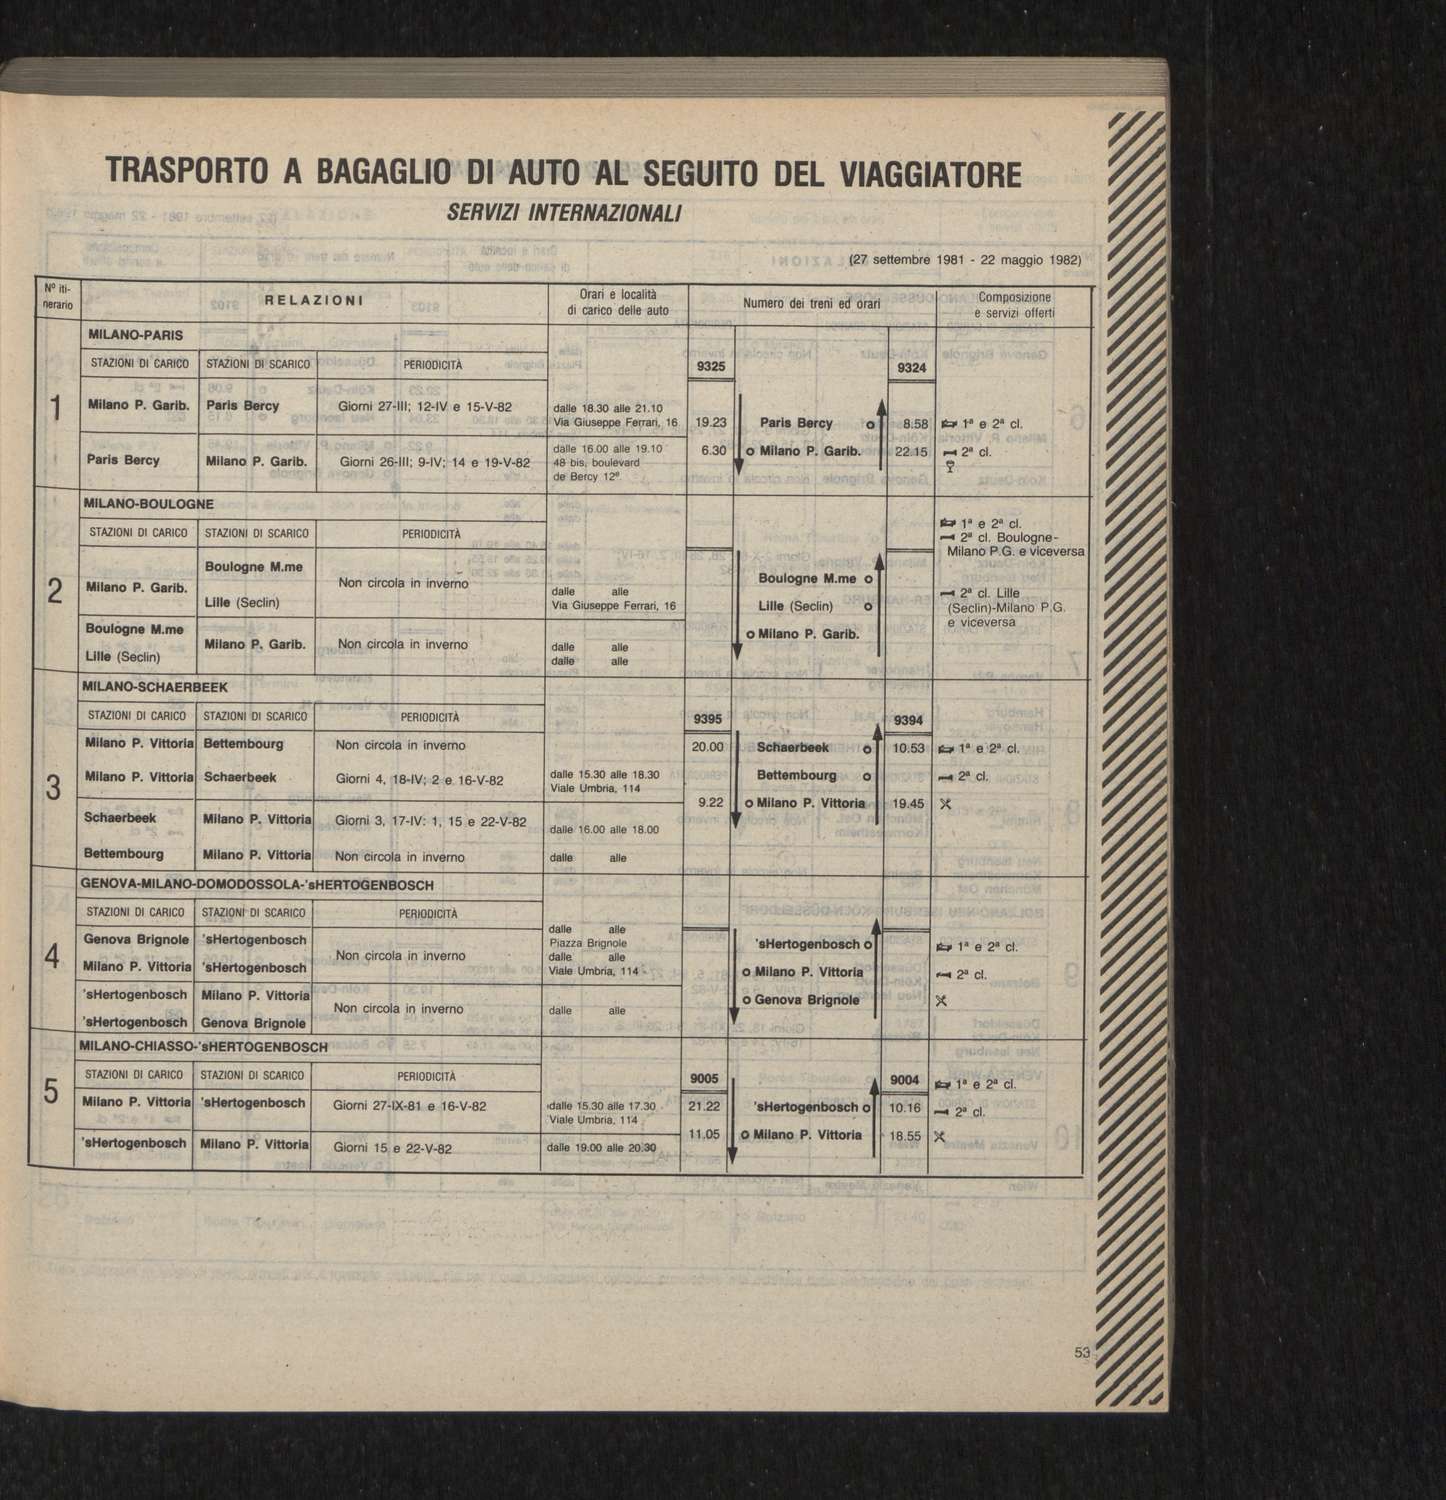 TRASPORTO A BAGAGLIO DI AUTO AL SEGUITO DEL VIAGGIATORE
SERVIZI INTERNAZIONALI
(27 settembre 1981 - 22 maggio 1982)
Nº iti-
nerario
RELAZIONI
Orari e località
di carico delle auto
Numero dei treni ed orari
Composizione
e servizi offerti
1
MILANO-PARIS
STAZIONI DI CARICO STAZIONI DI SCARICO PERIODICITÀ
9325 9324
Milano P. Garib. Paris Bercy Giorni 27-III; 12-IV e 15-V-82
dalle 18.30 alle 21.10
Via Giuseppe Ferrari, 16
19.23 Paris Bercy o 8.58 1ª e 2ª cl.
Paris Bercy Milano P. Garib. Giorni 26-III; 9-IV; 14 e 19-V-82
dalle 16.00 alle 19.10
48 bis, boulevard
de Bercy 12º
6.30 o Milano P. Garib. 22.15 2ª cl.
2
MILANO-BOULOGNE
STAZIONI DI CARICO STAZIONI DI SCARICO PERIODICITÀ
Milano P. Garib.
Boulogne M.me
Lille (Seclin)
Non circola in inverno
dalle alle
Via Giuseppe Ferrari, 16
Boulogne M.me
Lille (Seclin)
Milano P. Garib. Non circola in inverno
dalle alle
dalle alle
Boulogne M.me o
Lille (Seclin) o
o Milano P. Garib.
1ª e 2ª cl.
2ª cl. Boulogne-
Milano P.G. e viceversa
2ª cl. Lille
(Seclin)-Milano P.G.
e viceversa
3
MILANO-SCHAERBEEK
STAZIONI DI CARICO STAZIONI DI SCARICO PERIODICITÀ
9395 9394
Milano P. Vittoria Bettembourg Non circola in inverno
Milano P. Vittoria Schaerbeek Giorni 4, 18-IV; 2 e 16-V-82
dalle 15.30 alle 18.30
Viale Umbria, 114
Schaerbeek Milano P. Vittoria Giorni 3, 17-IV: 1, 15 e 22-V-82
dalle 16.00 alle 18.00
Bettembourg Milano P. Vittoria Non circola in inverno
dalle alle
20.00 Schaerbeek o 10.53 1ª e 2ª cl.
Bettembourg o 2ª cl.
9.22 o Milano P. Vittoria 19.45
4
GENOVA-MILANO-DOMODOSSOLA-'sHERTOGENBOSCH
STAZIONI DI CARICO STAZIONI DI SCARICO PERIODICITÀ
Genova Brignole 'sHertogenbosch
Milano P. Vittoria 'sHertogenbosch
Non circola in inverno
dalle alle
Piazza Brignole
dalle alle
Viale Umbria, 114
'sHertogenbosch Milano P. Vittoria
'sHertogenbosch Genova Brignole
Non circola in inverno
dalle alle
'sHertogenbosch o 1ª e 2ª cl.
o Milano P. Vittoria 2ª cl.
o Genova Brignole
5
MILANO-CHIASSO-'sHERTOGENBOSCH
STAZIONI DI CARICO STAZIONI DI SCARICO PERIODICITÀ
9005 9004
Milano P. Vittoria 'sHertogenbosch Giorni 27-IX-81 e 16-V-82
dalle 15.30 alle 17.30
Viale Umbria, 114
'sHertogenbosch Milano P. Vittoria Giorni 15 e 22-V-82
dalle 19.00 alle 20.30
1ª e 2ª cl.
21.22 'sHertogenbosch o 10.16 2ª cl.
11.05 o Milano P. Vittoria 18.55
53